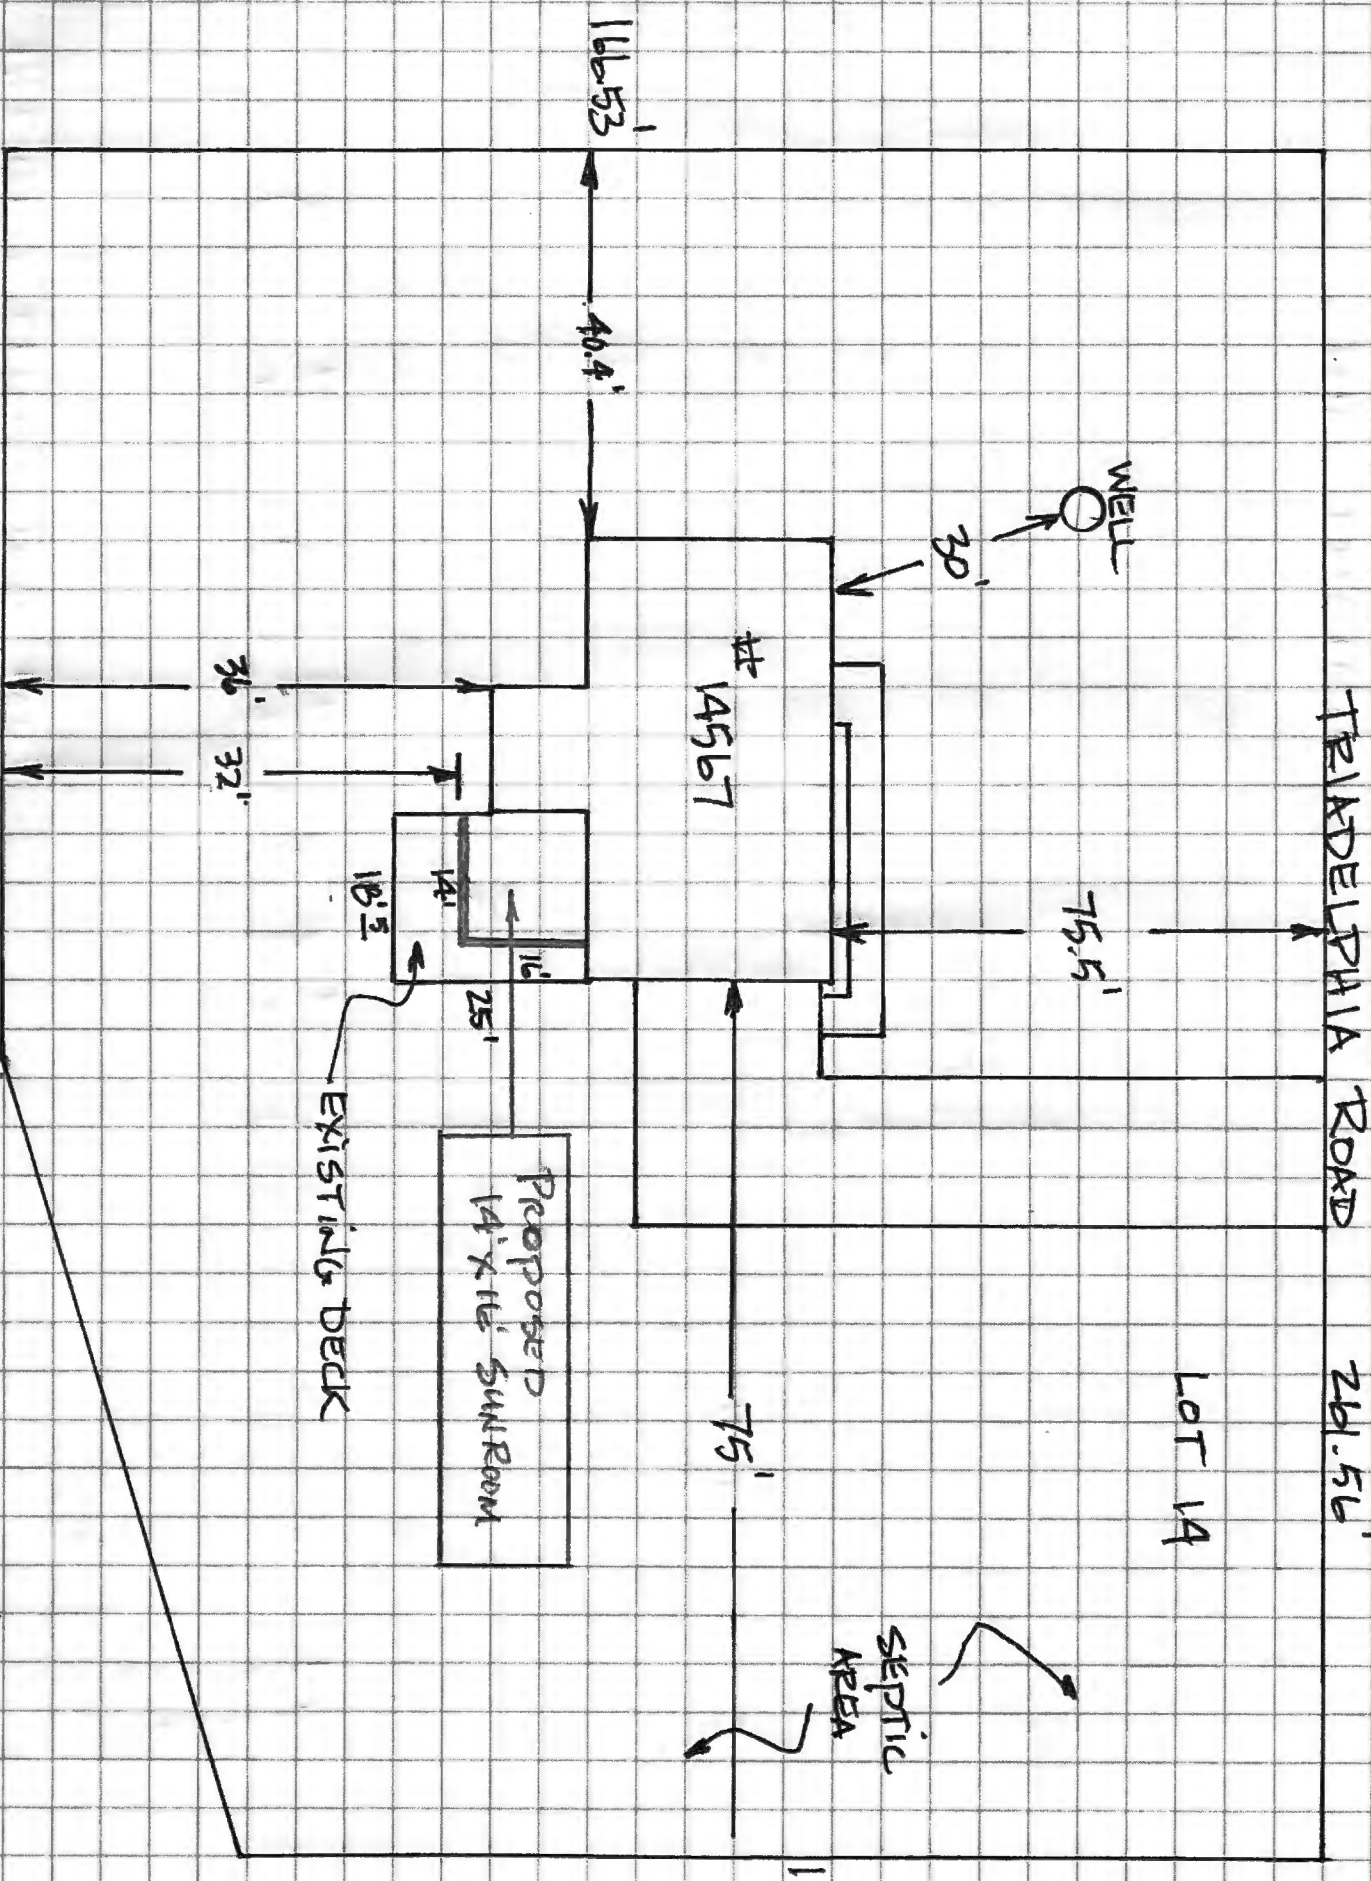 TRIADELPHIA ROAD 261.56'
LOT 14
WELL
30'
75.5'
SEPTIC
AREA
166.53'
40.4'
# 14567
75'
36'
32'
14'
16'
18'5
25'
PROPOSED
14' X 16' SUNROOM
EXISTING DECK